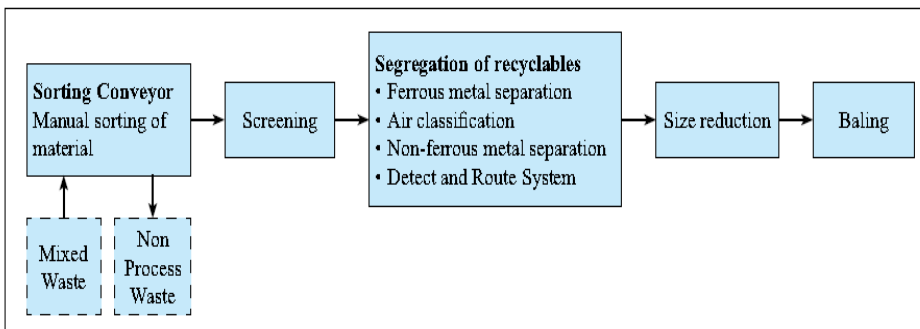 Sorting Conveyor
Manual sorting of
material
Screening
Segregation of recyclables
• Ferrous metal separation
• Air classification
• Non-ferrous metal separation
• Detect and Route System
Size reduction
Baling
Mixed
Waste
Non
Process
Waste